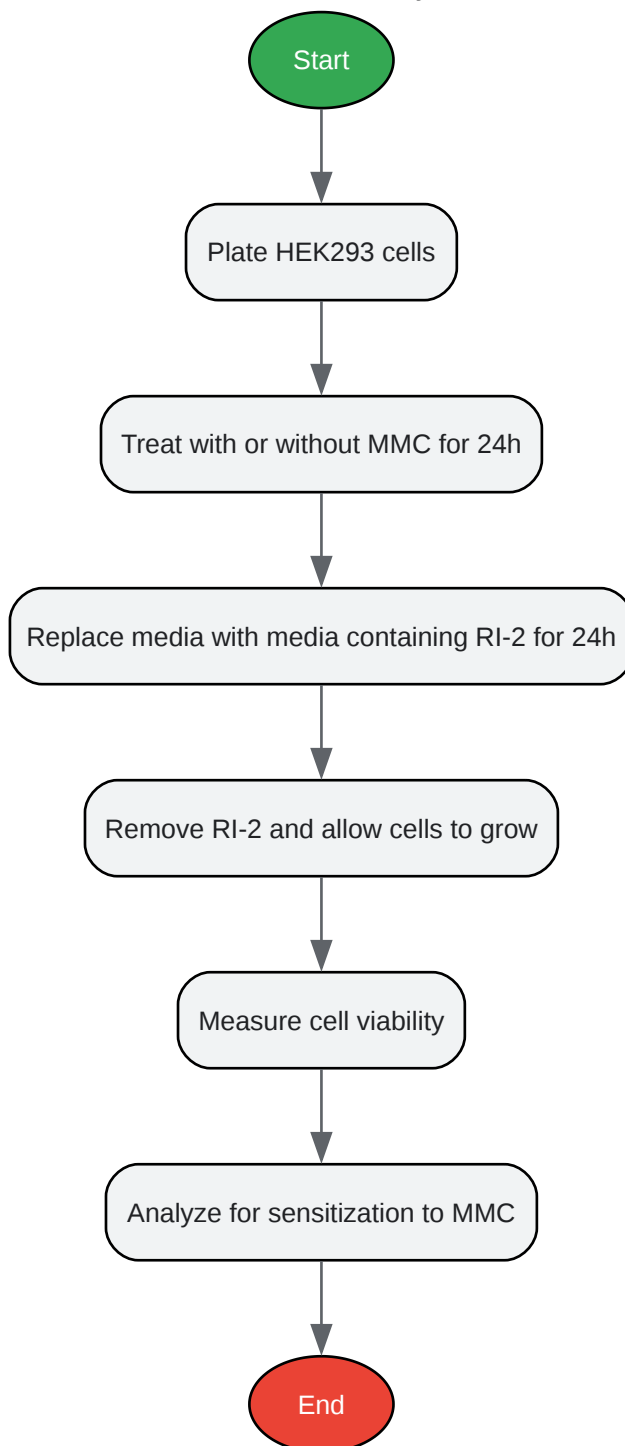 Start
Plate HEK293 cells
Treat with or without MMC for 24h
Replace media with media containing RI-2 for 24h
Remove RI-2 and allow cells to grow
Measure cell viability
Analyze for sensitization to MMC
End